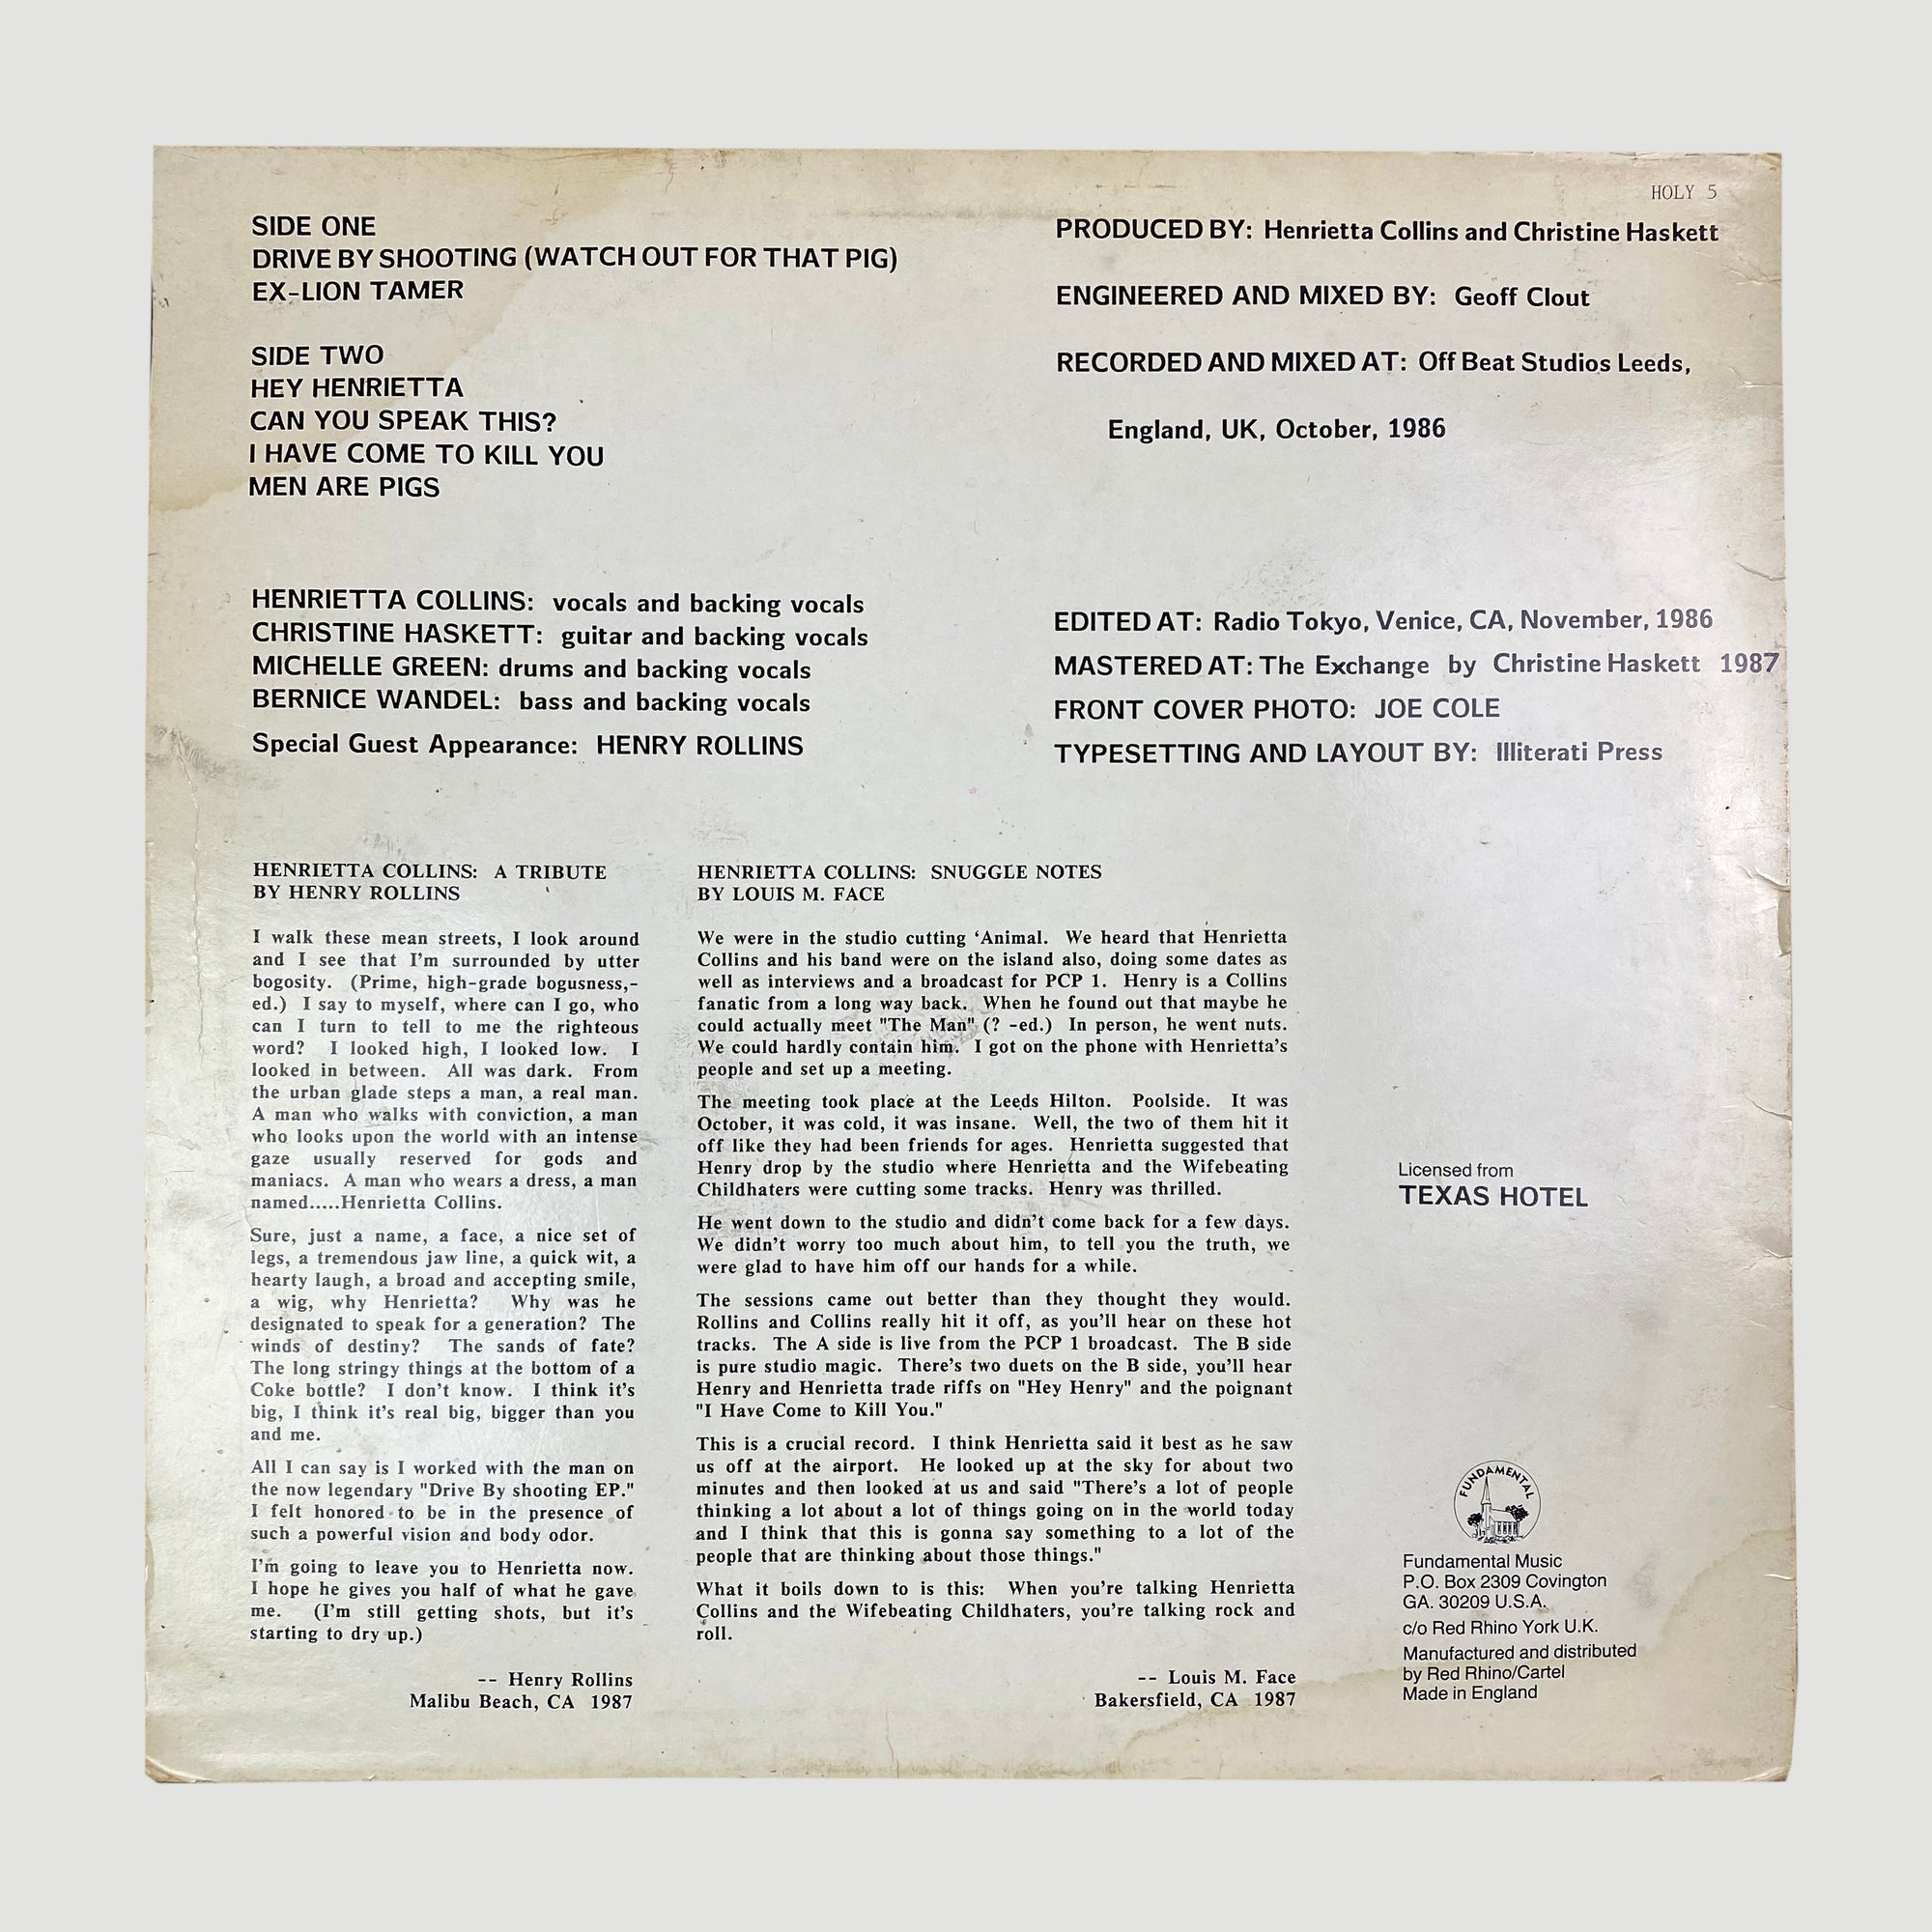 HOLY 5
SIDE ONE
DRIVE BY SHOOTING (WATCH OUT FOR THAT PIG)
EX-LION TAMER
SIDE TWO
HEY HENRIETTA
CAN YOU SPEAK THIS?
I HAVE COME TO KILL YOU
MEN ARE PIGS
PRODUCED BY: Henrietta Collins and Christine Haskett
ENGINEERED AND MIXED BY: Geoff Clout
RECORDED AND MIXED AT: Off Beat Studios Leeds,
England, UK, October, 1986
HENRIETTA COLLINS: vocals and backing vocals
CHRISTINE HASKETT: guitar and backing vocals
MICHELLE GREEN: drums and backing vocals
BERNICE WANDEL: bass and backing vocals
Special Guest Appearance: HENRY ROLLINS
EDITED AT: Radio Tokyo, Venice, CA, November, 1986
MASTERED AT: The Exchange by Christine Haskett 1987
FRONT COVER PHOTO: JOE COLE
TYPESETTING AND LAYOUT BY: Illiterati Press
HENRIETTA COLLINS: A TRIBUTE
BY HENRY ROLLINS
I walk these mean streets, I look around
and I see that I'm surrounded by utter
bogosity. (Prime, high-grade bogusness,-
ed.) I say to myself, where can I go, who
can I turn to tell to me the righteous
word? I looked high, I looked low. I
looked in between. All was dark. From
the urban glade steps a man, a real man.
A man who walks with conviction, a man
who looks upon the world with an intense
gaze usually reserved for gods and
maniacs. A man who wears a dress, a man
named.....Henrietta Collins.
Sure, just a name, a face, a nice set of
legs, a tremendous jaw line, a quick wit, a
hearty laugh, a broad and accepting smile,
a wig, why Henrietta? Why was he
designated to speak for a generation? The
winds of destiny? The sands of fate?
The long stringy things at the bottom of a
Coke bottle? I don't know. I think it's
big, I think it's real big, bigger than you
and me.
All I can say is I worked with the man on
the now legendary "Drive By shooting EP."
I felt honored to be in the presence of
such a powerful vision and body odor.
I'm going to leave you to Henrietta now.
I hope he gives you half of what he gave
me. (I'm still getting shots, but it's
starting to dry up.)
-- Henry Rollins
Malibu Beach, CA 1987
HENRIETTA COLLINS: SNUGGLE NOTES
BY LOUIS M. FACE
We were in the studio cutting 'Animal. We heard that Henrietta
Collins and his band were on the island also, doing some dates as
well as interviews and a broadcast for PCP 1. Henry is a Collins
fanatic from a long way back. When he found out that maybe he
could actually meet "The Man" (? -ed.) In person, he went nuts.
We could hardly contain him. I got on the phone with Henrietta's
people and set up a meeting.
The meeting took place at the Leeds Hilton. Poolside. It was
October, it was cold, it was insane. Well, the two of them hit it
off like they had been friends for ages. Henrietta suggested that
Henry drop by the studio where Henrietta and the Wifebeating
Childhaters were cutting some tracks. Henry was thrilled.
He went down to the studio and didn't come back for a few days.
We didn't worry too much about him, to tell you the truth, we
were glad to have him off our hands for a while.
The sessions came out better than they thought they would.
Rollins and Collins really hit it off, as you'll hear on these hot
tracks. The A side is live from the PCP 1 broadcast. The B side
is pure studio magic. There's two duets on the B side, you'll hear
Henry and Henrietta trade riffs on "Hey Henry" and the poignant
"I Have Come to Kill You."
This is a crucial record. I think Henrietta said it best as he saw
us off at the airport. He looked up at the sky for about two
minutes and then looked at us and said "There's a lot of people
thinking a lot about a lot of things going on in the world today
and I think that this is gonna say something to a lot of the
people that are thinking about those things."
What it boils down to is this: When you're talking Henrietta
Collins and the Wifebeating Childhaters, you're talking rock and
roll.
-- Louis M. Face
Bakersfield, CA 1987
Licensed from
TEXAS HOTEL
FUNDAMENTAL
Fundamental Music
P.O. Box 2309 Covington
GA. 30209 U.S.A.
c/o Red Rhino York U.K.
Manufactured and distributed
by Red Rhino/Cartel
Made in England